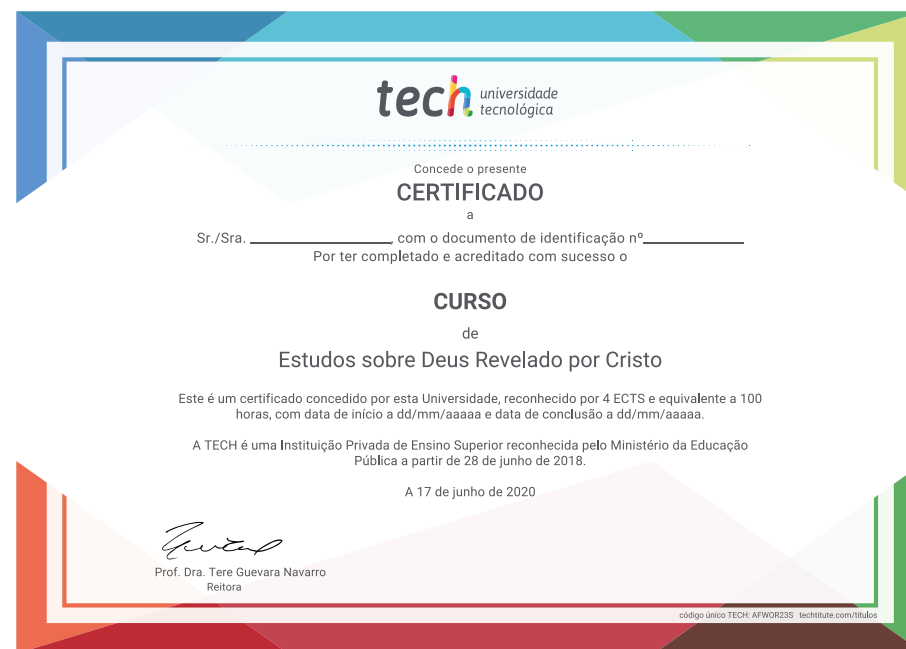 tech universidade
tecnológica
Concede o presente
CERTIFICADO
a
Sr./Sra. ________________, com o documento de identificação nº____________
Por ter completado e acreditado com sucesso o
CURSO
de
Estudos sobre Deus Revelado por Cristo
Este é um certificado concedido por esta Universidade, reconhecido por 4 ECTS e equivalente a 100
horas, com data de início a dd/mm/aaaaa e data de conclusão a dd/mm/aaaaa.
A TECH é uma Instituição Privada de Ensino Superior reconhecida pelo Ministério da Educação
Pública a partir de 28 de junho de 2018.
A 17 de junho de 2020
Prof. Dra. Tere Guevara Navarro
Reitora
código único TECH: AFWOR23S techtitute.com/titulos